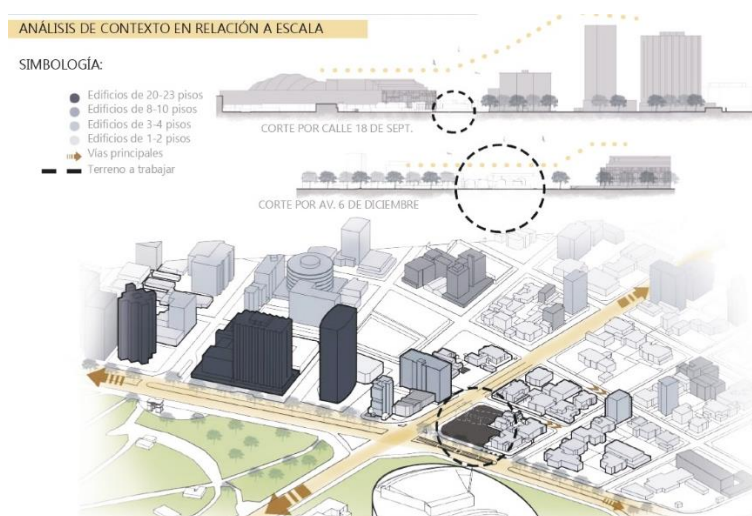 ANÁLISIS DE CONTEXTO EN RELACIÓN A ESCALA
SIMBOLOGÍA:
Edificios de 20-23 pisos
Edificios de 8-10 pisos
Edificios de 3-4 pisos
Edificios de 1-2 pisos
Vías principales
Terreno a trabajar
CORTE POR CALLE 18 DE SEPT.
CORTE POR AV. 6 DE DICIEMBRE